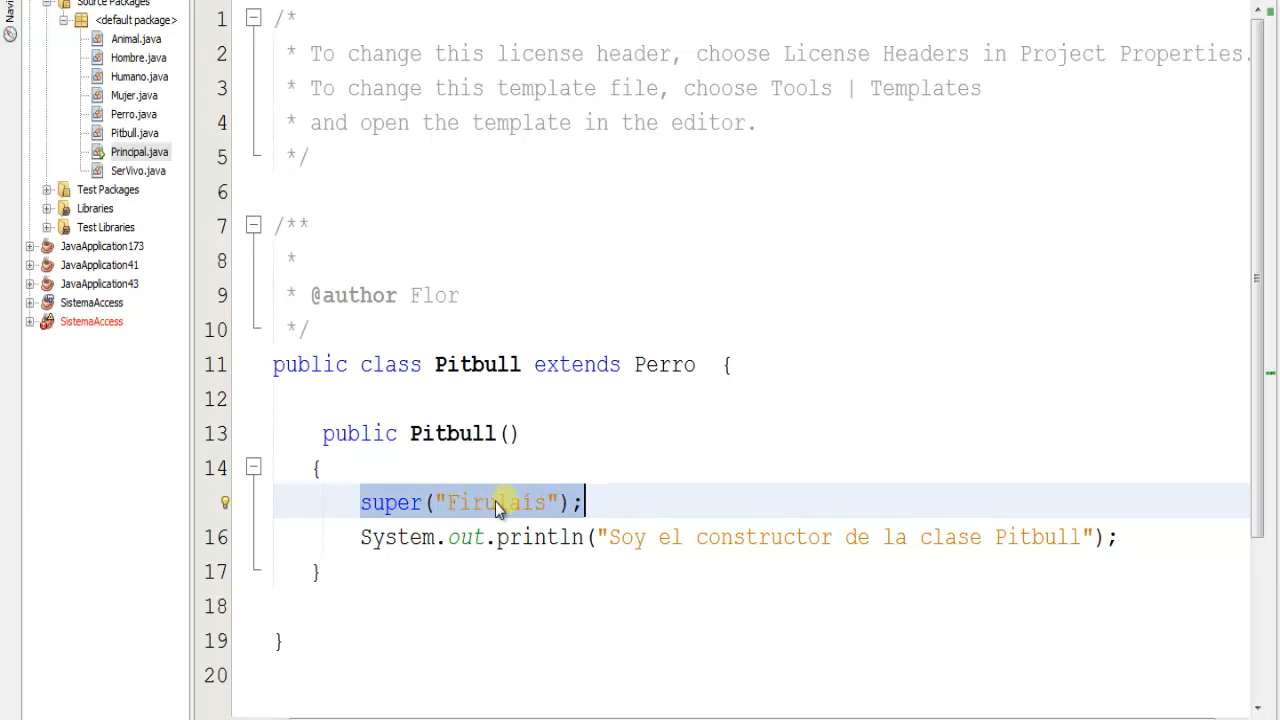 Navi
Source Packages
<default package>
Animal.java
Hombre.java
Humano.java
Mujer.java
Perro.java
Pitbull.java
Principal.java
SerVivo.java
Test Packages
Libraries
Test Libraries
JavaApplication173
JavaApplication41
JavaApplication43
SistemaAccess
SistemaAccess
1 /*
2 * To change this license header, choose License Headers in Project Properties.
3 * To change this template file, choose Tools | Templates
4 * and open the template in the editor.
5 */
6
7 /**
8 *
9 * @author Flor
10 */
11 public class Pitbull extends Perro {
12
13 public Pitbull()
14 {
super("Firulaís");
16 System.out.println("Soy el constructor de la clase Pitbull");
17 }
18
19 }
20